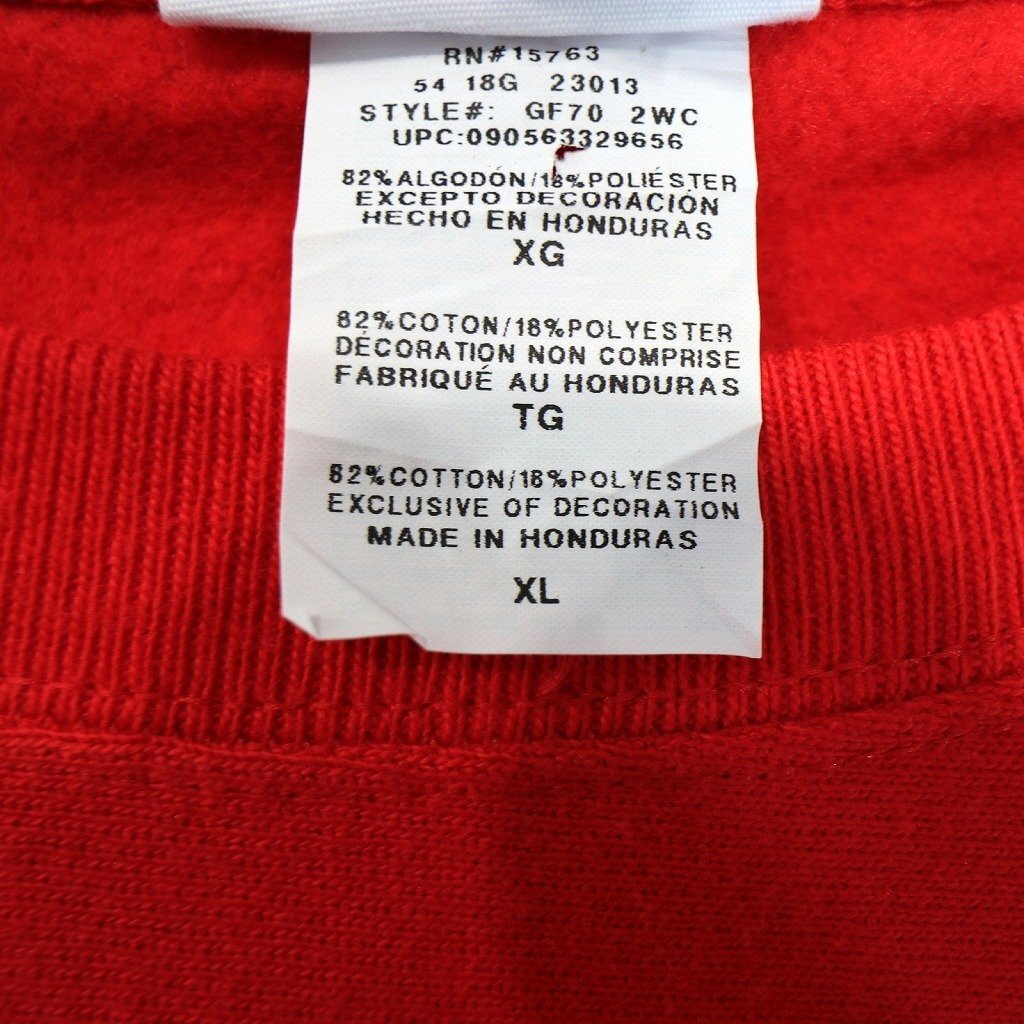 RN#15763
54 18G 23013
STYLE#: GF70 2WC
UPC:090563329656
82%ALGODÓN/18%POLIÉSTER
EXCEPTO DECORACIÓN
HECHO EN HONDURAS
XG
82%COTON/18%POLYESTER
DÉCORATION NON COMPRISE
FABRIQUÉ AU HONDURAS
TG
82%COTTON/18%POLYESTER
EXCLUSIVE OF DECORATION
MADE IN HONDURAS
XL